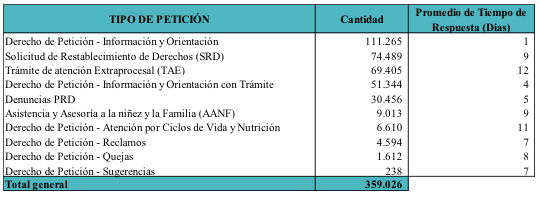 TIPO DE PETICIÓN Cantidad Promedio de Tiempo de
Respuesta (Dias)
Derecho de Petición - Información y Orientación 111.265 1
Solicitud de Restablecimiento de Derechos (SRD) 74.489 9
Trámite de atención Extraprocesal (TAE) 69.405 12
Derecho de Petición - Información y Orientación con Trámite 51.344 4
Denuncias PRD 30.456 5
Asistencia y Asesoría a la niñez y la Familia (AANF) 9.013 9
Derecho de Petición - Atención por Ciclos de Vida y Nutrición 6.610 11
Derecho de Petición - Reclamos 4.594 7
Derecho de Petición - Quejas 1.612 8
Derecho de Petición - Sugerencias 238 7
Total general 359.026